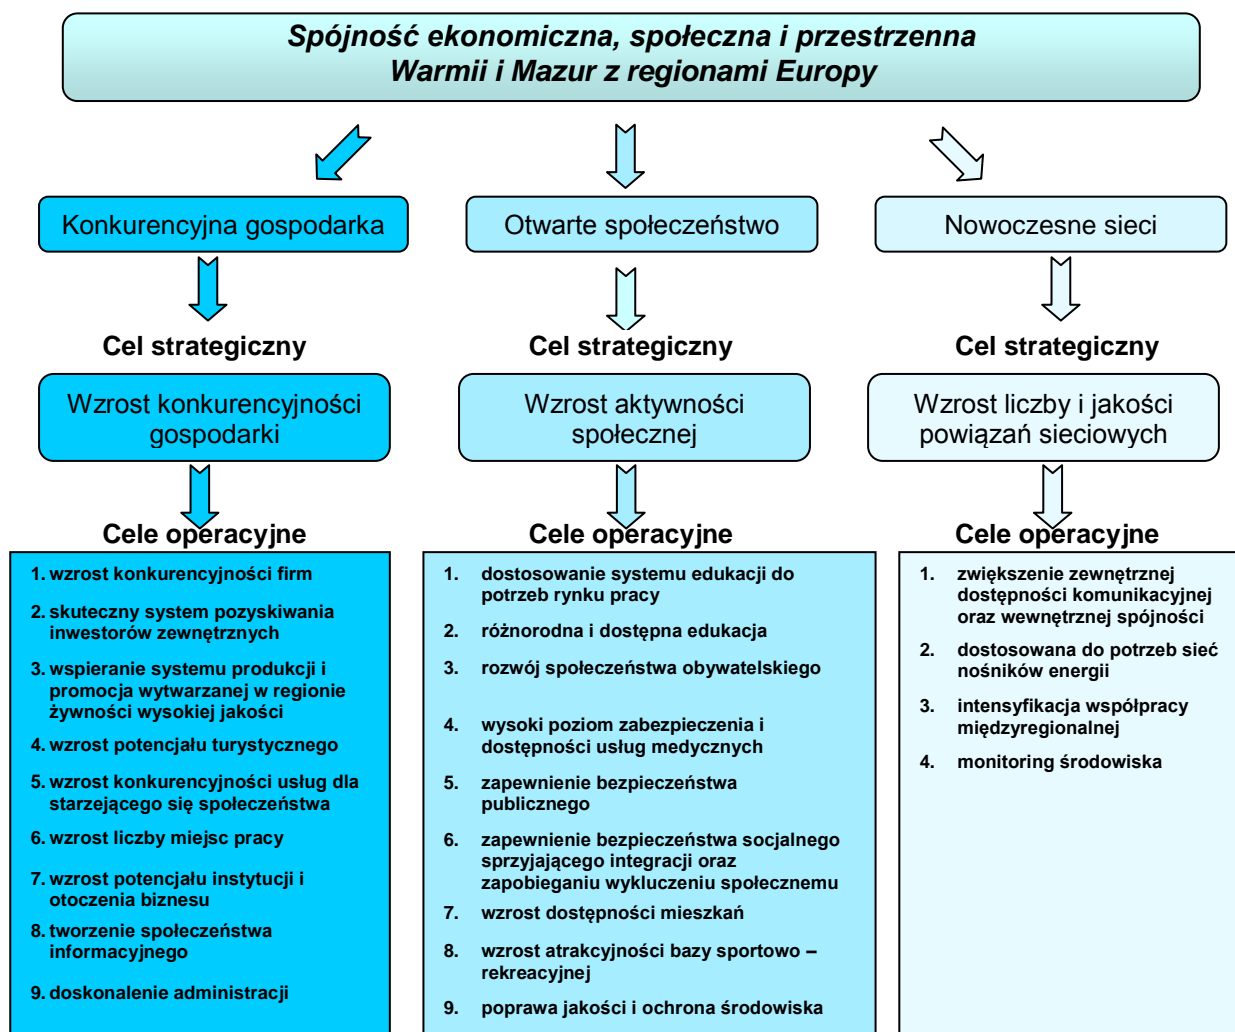 Spójność ekonomiczna, społeczna i przestrzenna
Warmii i Mazur z regionami Europy
Konkurencyjna gospodarka
Otwarte społeczeństwo
Nowoczesne sieci
Cel strategiczny
Cel strategiczny
Cel strategiczny
Wzrost konkurencyjności
gospodarki
Wzrost aktywności
społecznej
Wzrost liczby i jakości
powiązań sieciowych
Cele operacyjne
1. wzrost konkurencyjności firm
2. skuteczny system pozyskiwania
inwestorów zewnętrznych
3. wspieranie systemu produkcji i
promocja wytwarzanej w regionie
żywności wysokiej jakości
4. wzrost potencjału turystycznego
5. wzrost konkurencyjności usług dla
starzejącego się społeczeństwa
6. wzrost liczby miejsc pracy
7. wzrost potencjału instytucji i
otoczenia biznesu
8. tworzenie społeczeństwa
informacyjnego
9. doskonalenie administracji
Cele operacyjne
1. dostosowanie systemu edukacji do
potrzeb rynku pracy
2. różnorodna i dostępna edukacja
3. rozwój społeczeństwa obywatelskiego
4. wysoki poziom zabezpieczenia i
dostępności usług medycznych
5. zapewnienie bezpieczeństwa
publicznego
6. zapewnienie bezpieczeństwa socjalnego
sprzyjającego integracji oraz
zapobieganiu wykluczeniu społecznemu
7. wzrost dostępności mieszkań
8. wzrost atrakcyjności bazy sportowo –
rekreacyjnej
9. poprawa jakości i ochrona środowiska
Cele operacyjne
1. zwiększenie zewnętrznej
dostępności komunikacyjnej
oraz wewnętrznej spójności
2. dostosowana do potrzeb sieć
nośników energii
3. intensyfikacja współpracy
międzyregionalnej
4. monitoring środowiska